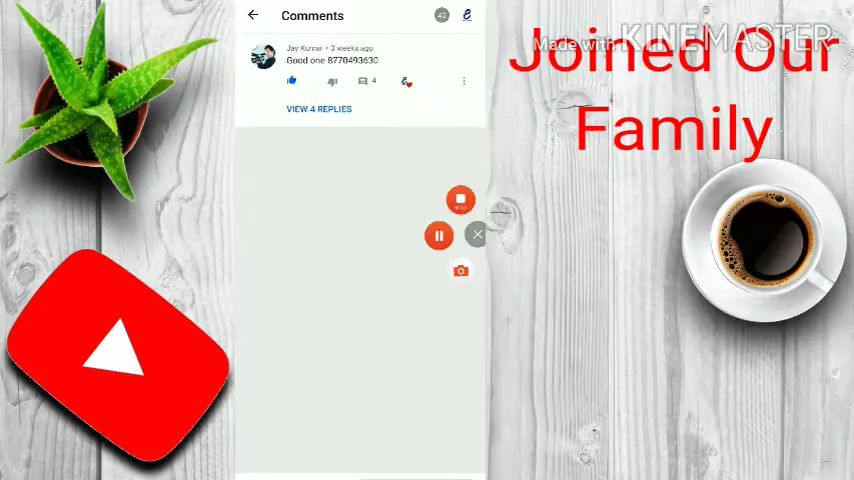 Comments
42
Jay Kumar • 3 weeks ago
Good one 8770493630
4
VIEW 4 REPLIES
Made with KINEMASTER
Joined Our
Family